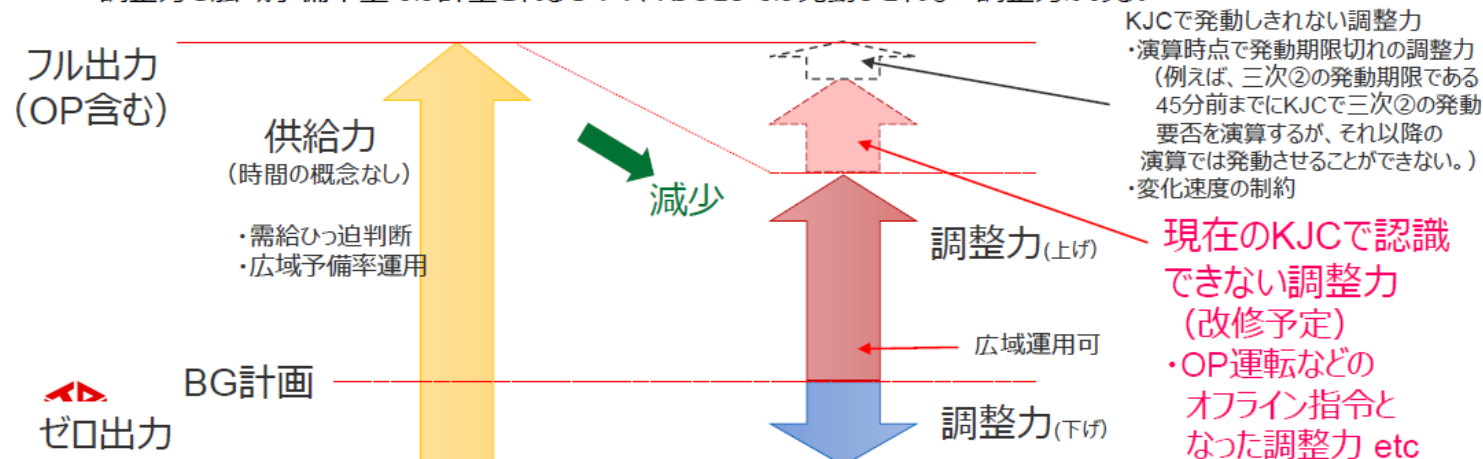 KJCで発動しきれない調整力
・演算時点で発動期限切れの調整力
（例えば、三次②の発動期限である
45分前までにKJCで三次②の発動
要否を演算するが、それ以降の
演算では発動させることができない。）
・変化速度の制約
フル出力
（OP含む）
供給力
（時間の概念なし）
・需給ひっ迫判断
・広域予備率運用
減少
調整力(上げ)
現在のKJCで認識
できない調整力
（改修予定）
・OP運転などの
オフライン指令と
なった調整力 etc
広域運用可
BG計画
ゼロ出力
調整力(下げ)